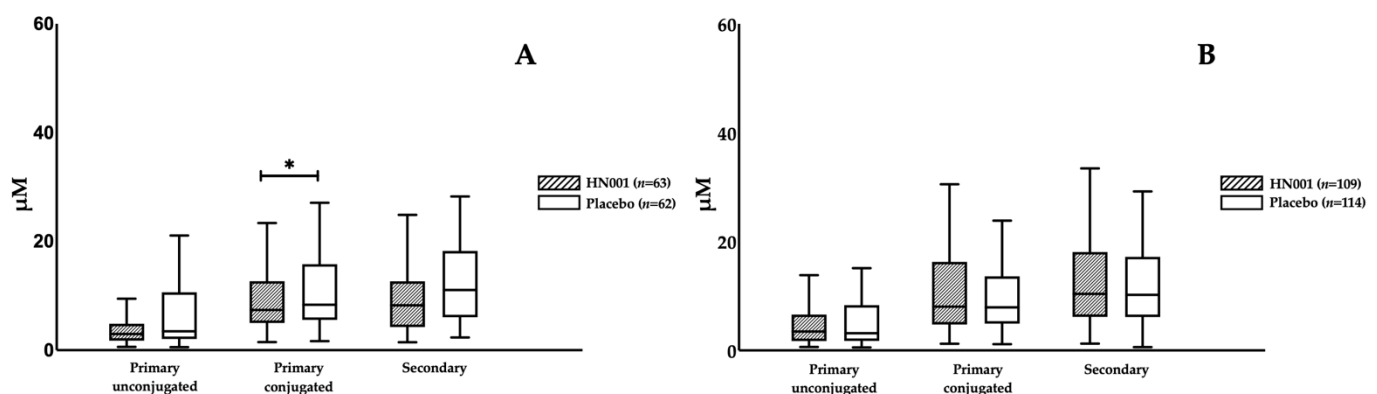 A
60
40
20
0
μM
*
HN001 (n=63)
Placebo (n=62)
Primary
unconjugated
Primary
conjugated
Secondary
B
60
40
20
0
μM
HN001 (n=109)
Placebo (n=114)
Primary
unconjugated
Primary
conjugated
Secondary